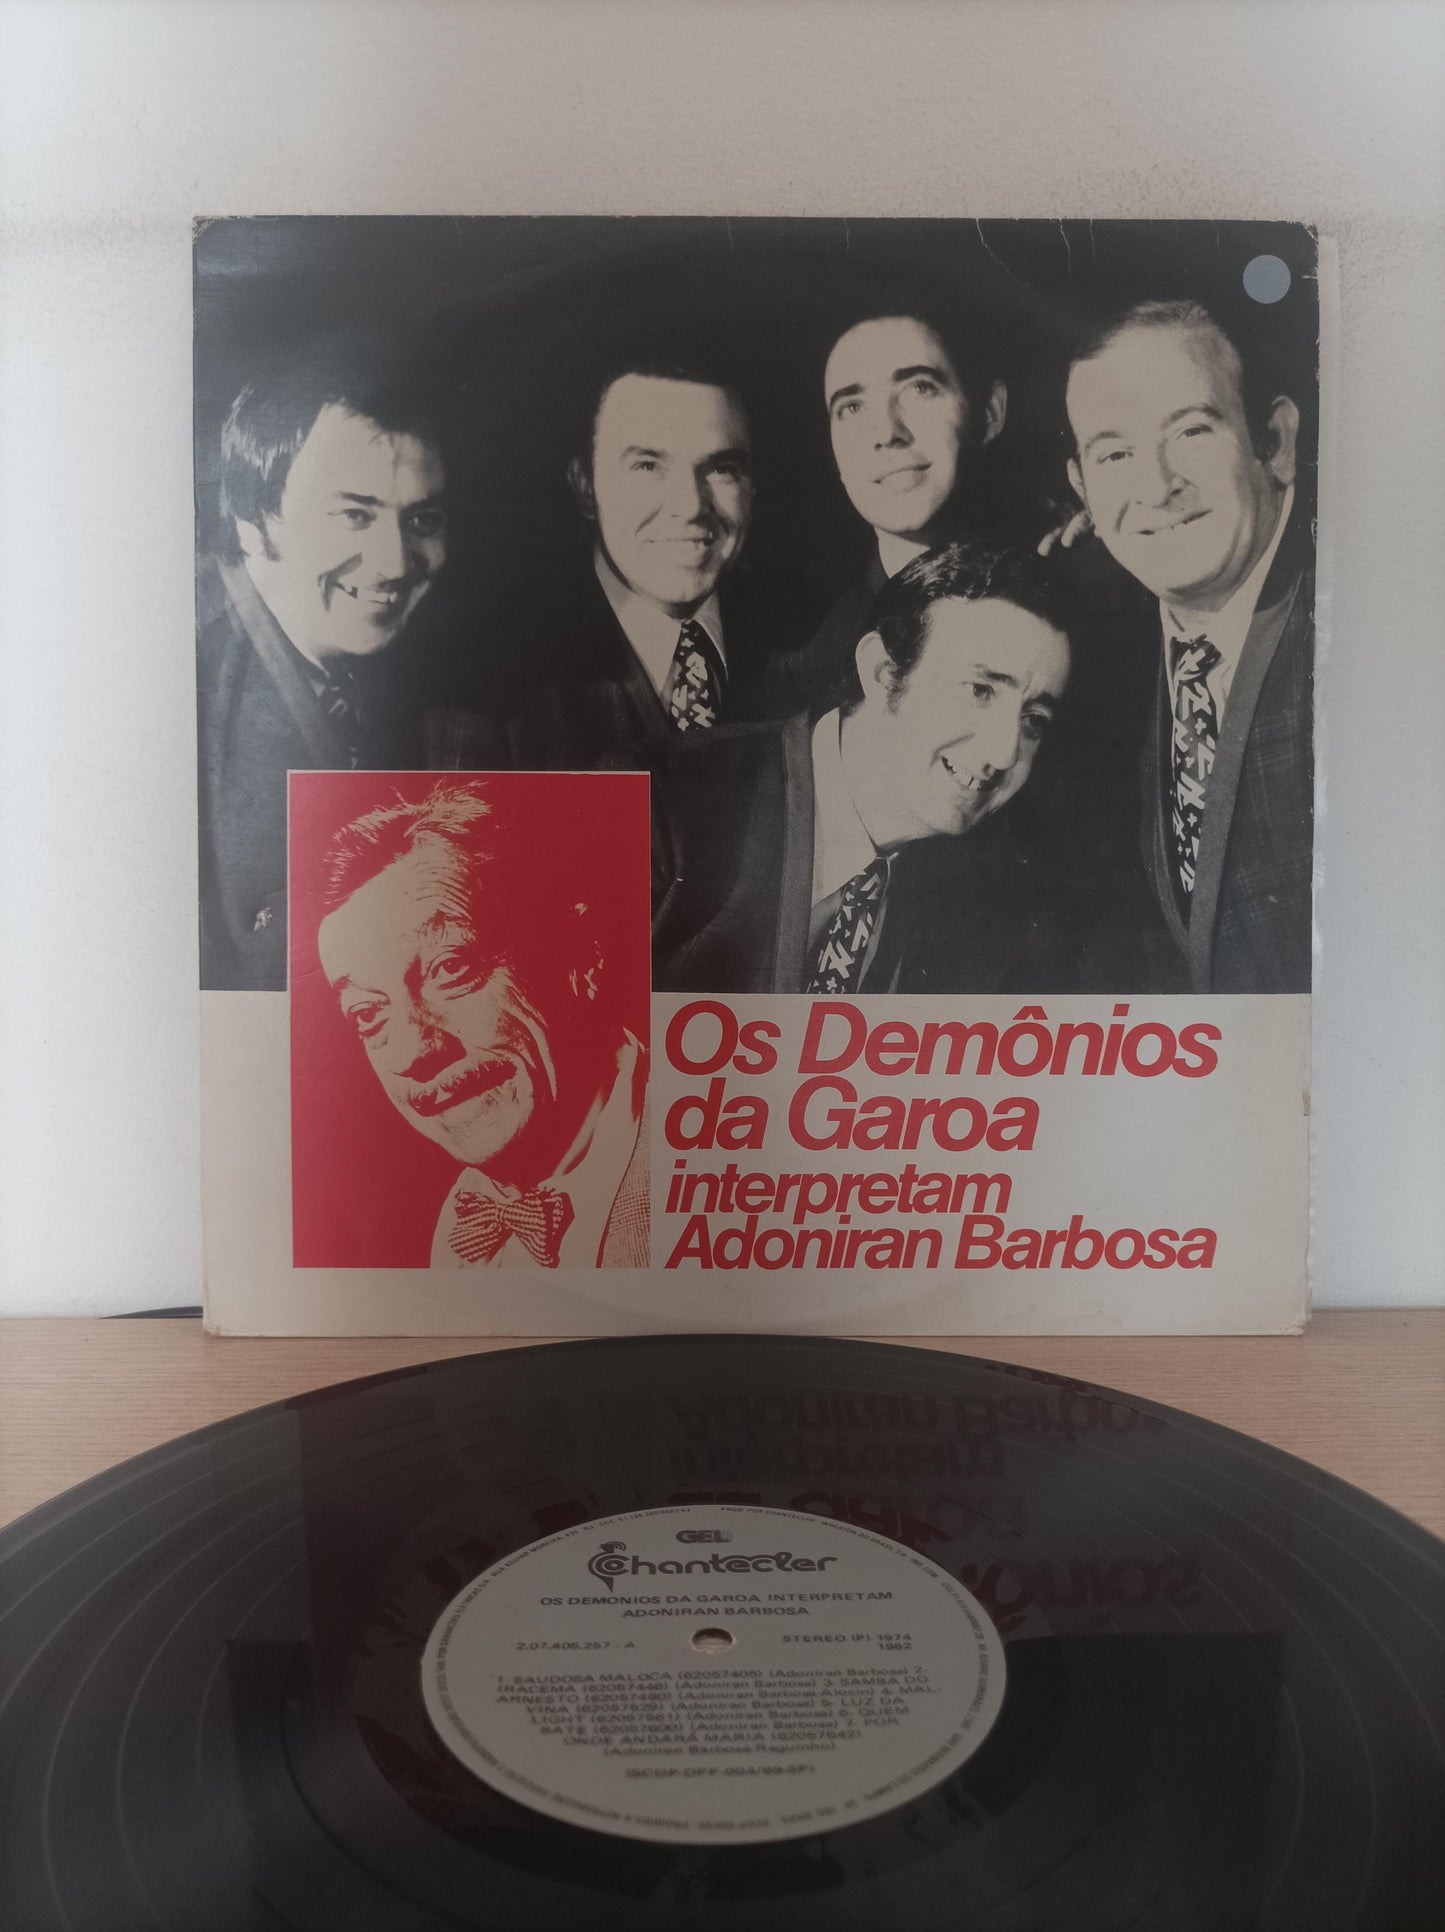 Os Demônios
da Garoa
interpretam
Adoniran Barbosa
GEL
Chantecler
OS DEMONIOS DA GAROA INTERPRETAM
ADONIRAN BARBOSA
2.07.405.257 - A
STEREO (P) 1974
1982
1- SAUDOSA MALOCA (62057405) (Adoniran Barbosa) 2-
IRACEMA (62057448) (Adoniran Barbosa) 3- SAMBA DO
ARNESTO (62057480) (Adoniran Barbosa-Alocin) 4- MAL-
VINA (62057529) (Adoniran Barbosa) 5- LUZ DA
LIGHT (62057561) (Adoniran Barbosa) 6- QUEM
BATE (62057600) (Adoniran Barbosa) 7- POR
ONDE ANDARÁ MARIA (62057642)
(Adoniran Barbosa-Raguinho)
(SCDP-DPF-004/69-SP)